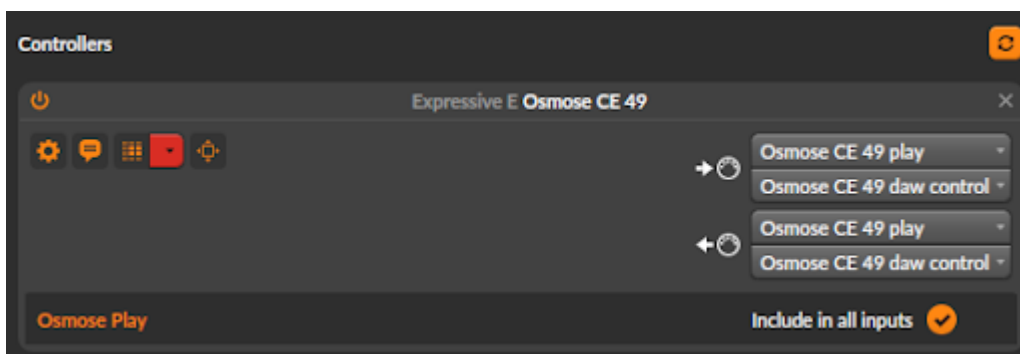 Controllers
Expressive E Osmose CE 49
Osmose CE 49 play
Osmose CE 49 daw control
Osmose CE 49 play
Osmose CE 49 daw control
Osmose Play Include in all inputs